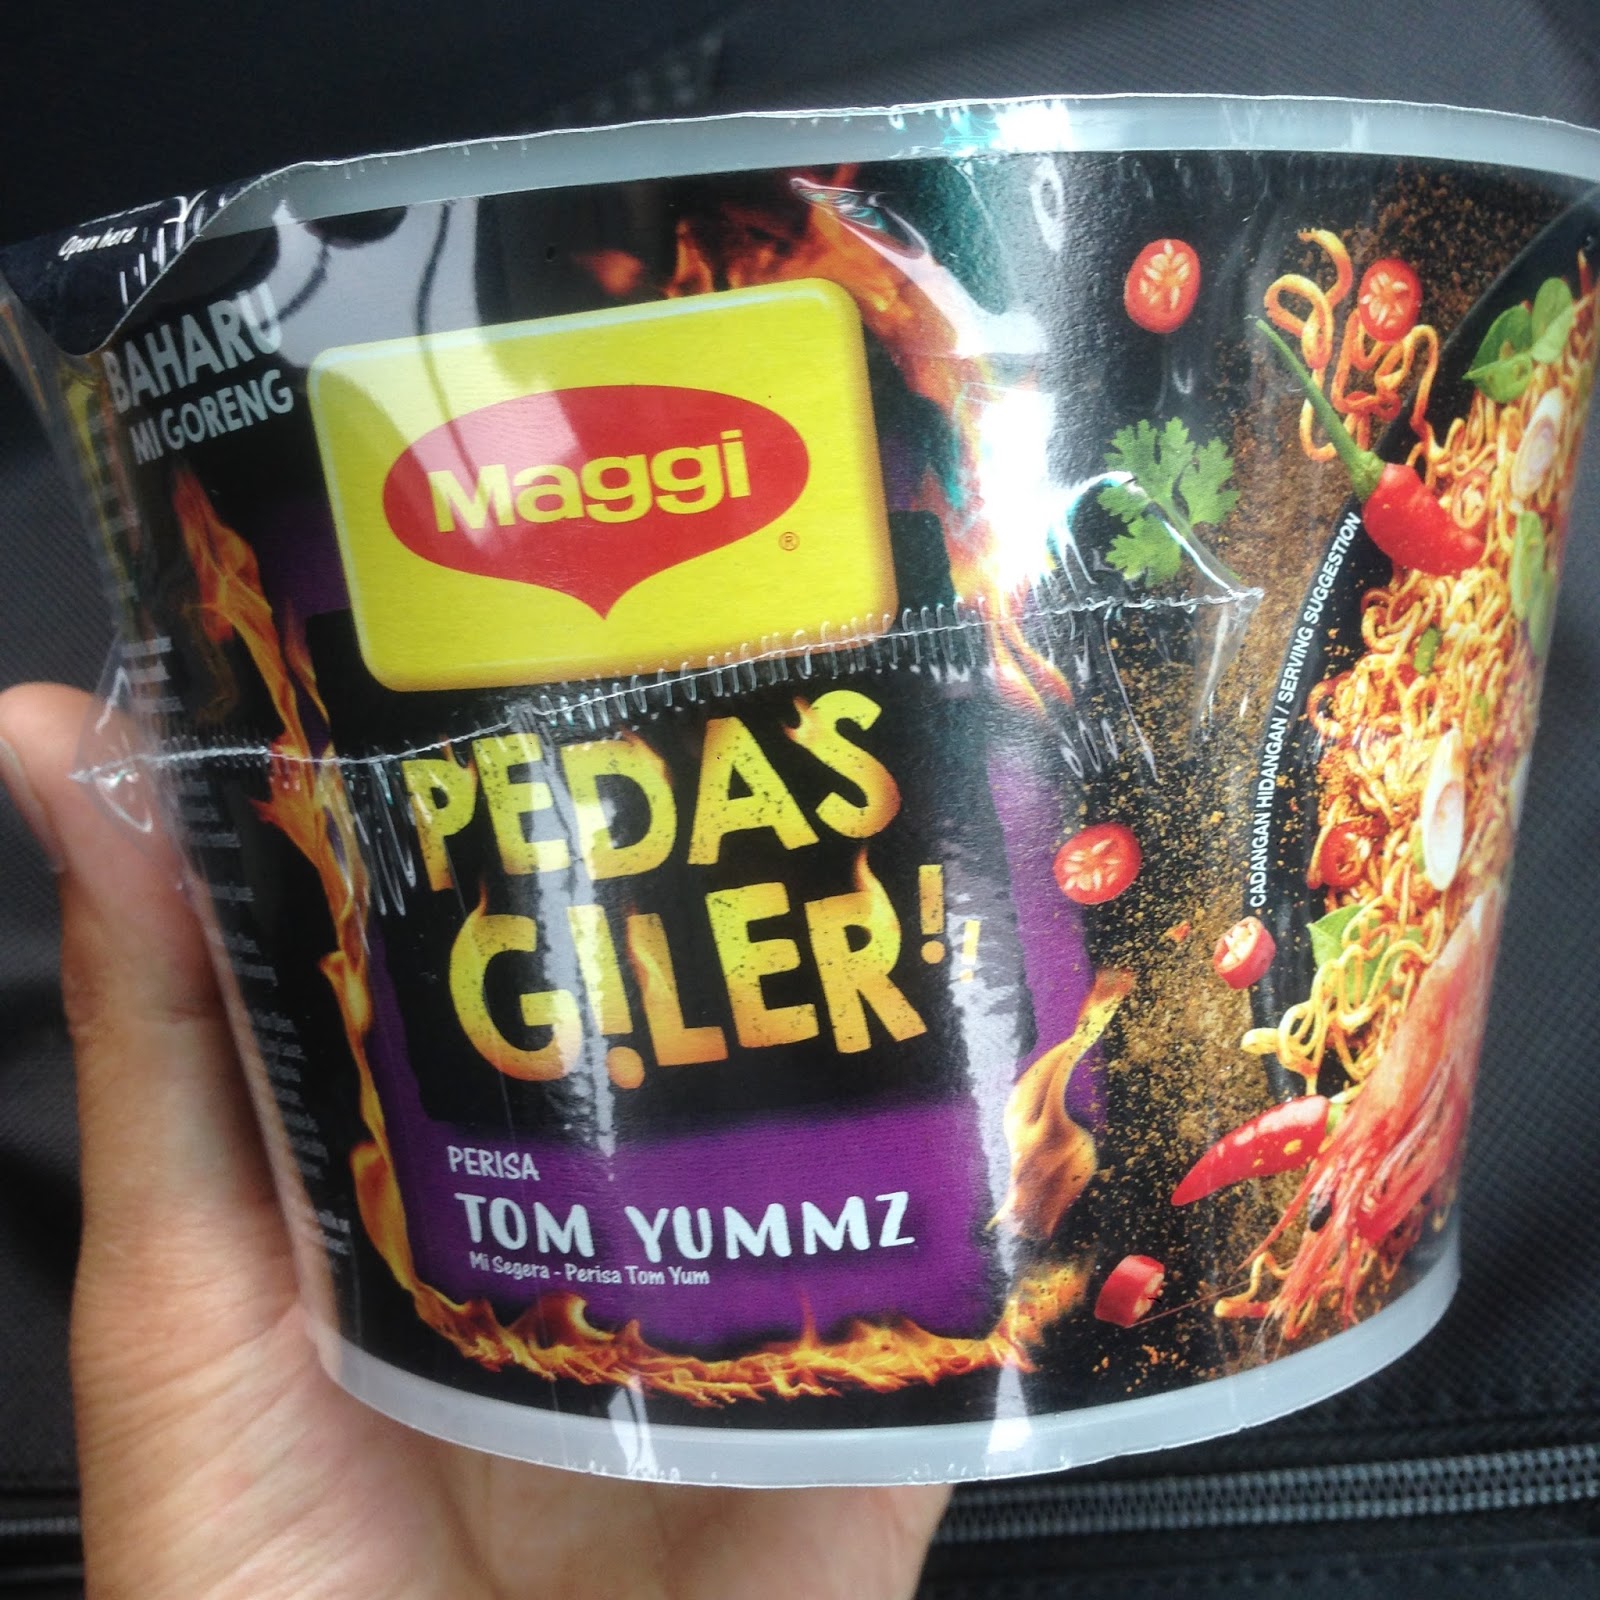 Open here
BAHARU
MI GORENG
Maggi
®
PEDAS
GILER!!
PERISA
TOM YUMMZ
Mi Segera - Perisa Tom Yum
CADANGAN HIDANGAN / SERVING SUGGESTION